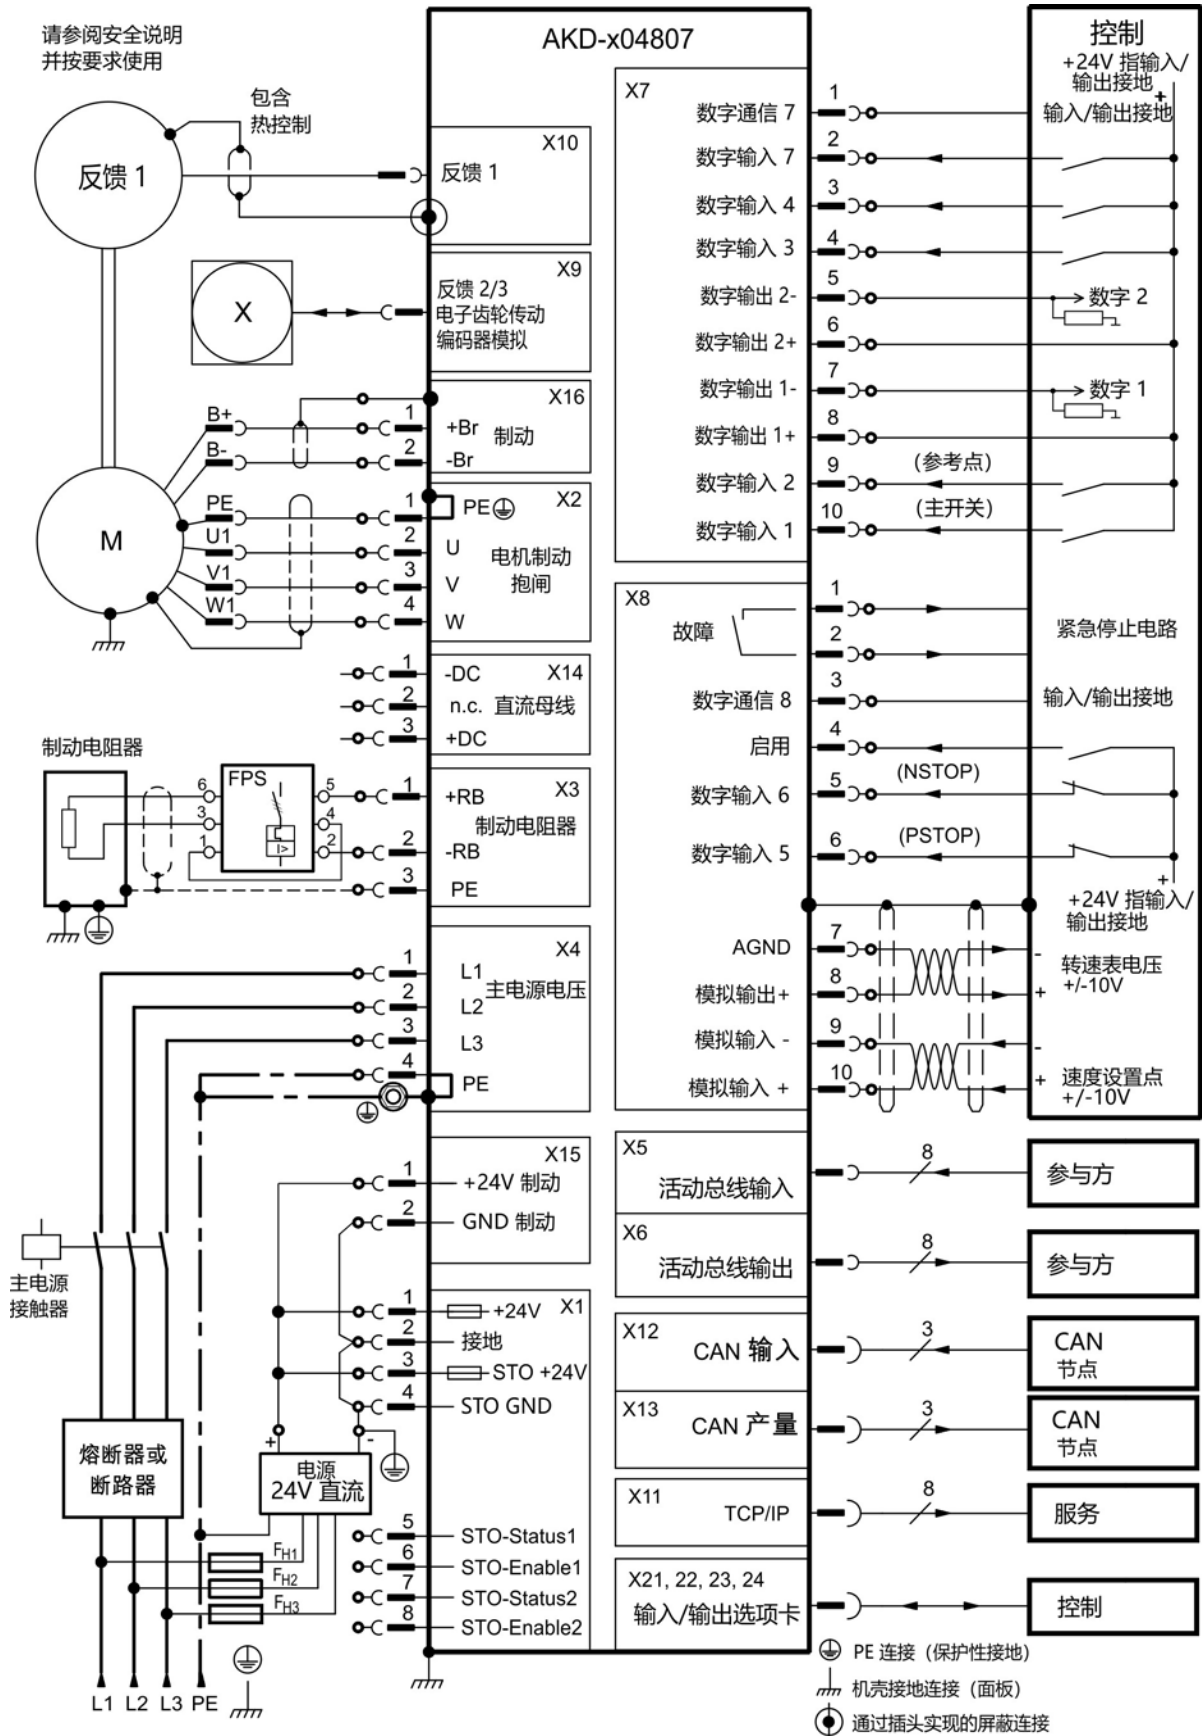 请参阅安全说明
并按要求使用
AKD-x04807
控制
+24V 指输入/
输出接地
+
输入/输出接地
包含
热控制
反馈 1
X10
反馈 1
X
X9
反馈 2/3
电子齿轮传动
编码器模拟
B+
B-
1
2
X16
+Br
-Br
制动
M
PE
U1
V1
W1
1
2
3
4
X2
PE
U
V
W
电机制动
抱闸
1
2
3
X14
-DC
n.c. 直流母线
+DC
制动电阻器
FPS
6
3
1
5
4
2
I>
1
2
3
X3
+RB
制动电阻器
-RB
PE
1
2
3
4
X4
L1
主电源电压
L2
L3
PE
X15
1
+24V 制动
2
GND 制动
主电源
接触器
X1
1
+24V
2
接地
3
STO +24V
4
STO GND
熔断器或
断路器
+
-
电源
24V 直流
5
STO-Status1
6
STO-Enable1
7
STO-Status2
8
STO-Enable2
FH1
FH2
FH3
L1 L2 L3 PE
X7
数字通信 7
1
数字输入 7
2
数字输入 4
3
数字输入 3
4
数字输出 2-
5
数字 2
数字输出 2+
6
数字输出 1-
7
数字 1
数字输出 1+
8
数字输入 2
9
(参考点)
数字输入 1
10
(主开关)
X8
故障
1
2
紧急停止电路
数字通信 8
3
输入/输出接地
启用
4
数字输入 6
5
(NSTOP)
数字输入 5
6
(PSTOP)
+
+24V 指输入/
输出接地
AGND
7
-
转速表电压
+/-10V
模拟输出+
8
+
模拟输入 -
9
-
模拟输入 +
10
+ 速度设置点
+/-10V
X5
活动总线输入
8
参与方
X6
活动总线输出
8
参与方
X12
CAN 输入
3
CAN
节点
X13
CAN 产量
3
CAN
节点
X11
TCP/IP
8
服务
X21, 22, 23, 24
输入/输出选项卡
控制
PE 连接（保护性接地）
机壳接地连接（面板）
通过插头实现的屏蔽连接